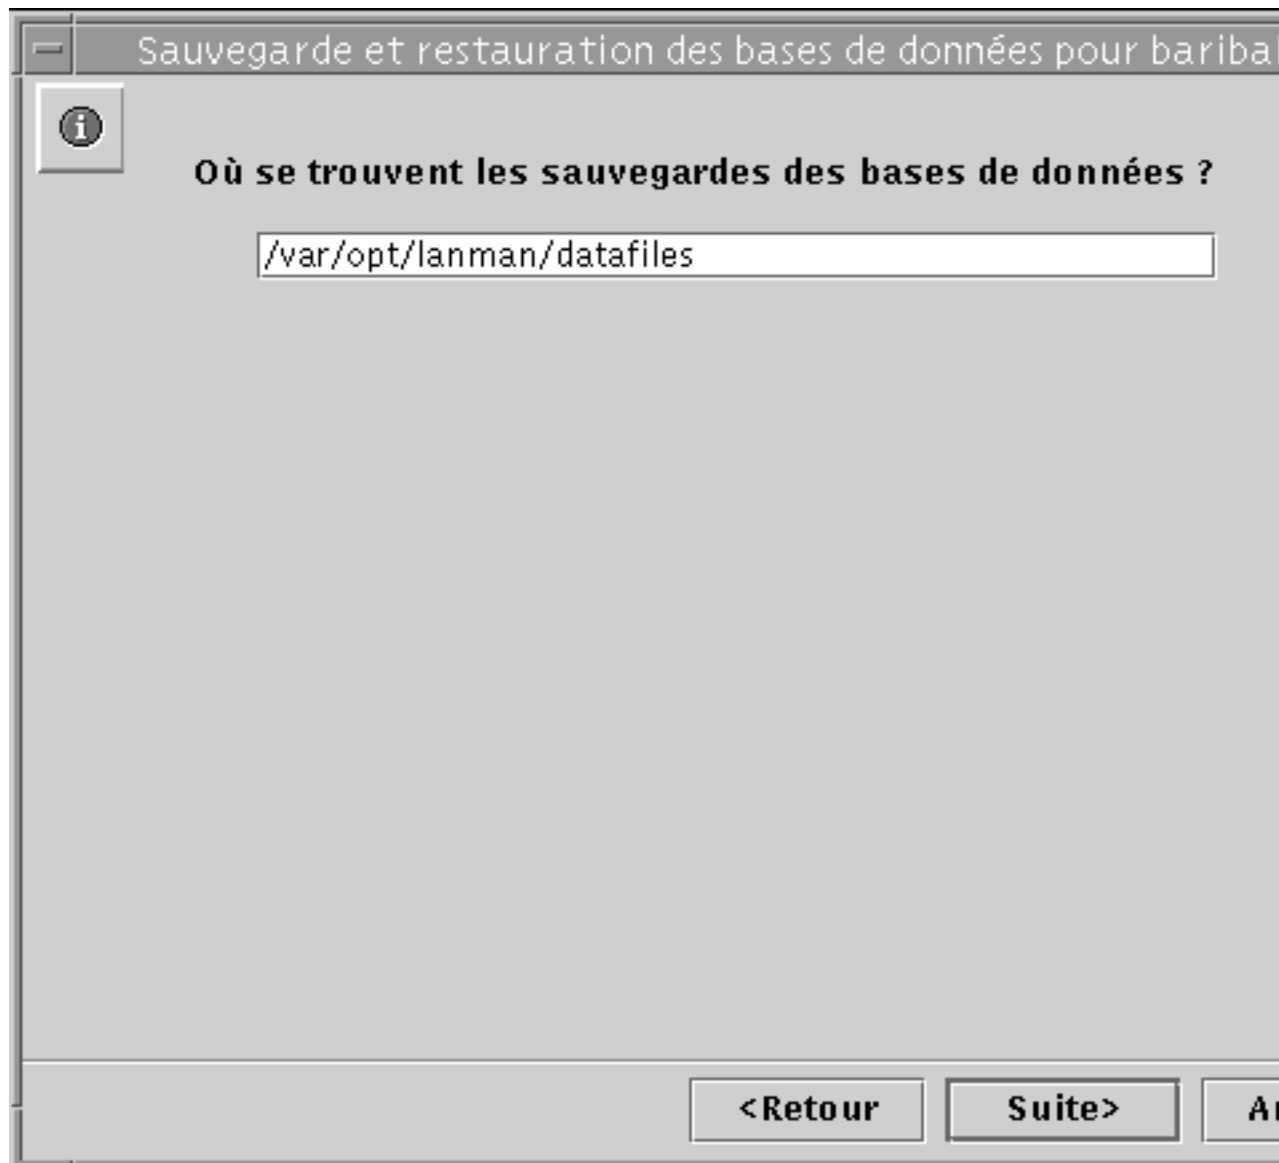 Sauvegarde et restauration des bases de données pour
Où se trouvent les sauvegardes des bases de données ?
/var/opt/lanman/datafiles
<Retour
Suite>